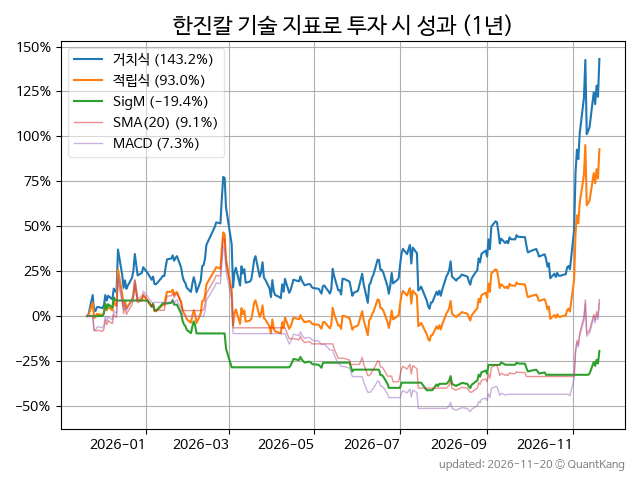 한진칼 기술 지표로 투자 시 성과 (1년)
150%
125%
100%
75%
50%
25%
0%
−25%
−50%
거치식 (143.2%)
적립식 (93.0%)
SigM (−19.4%)
SMA(20) (9.1%)
MACD (7.3%)
2026-01
2026-03
2026-05
2026-07
2026-09
2026-11
updated: 2026-11-20 © QuantKang